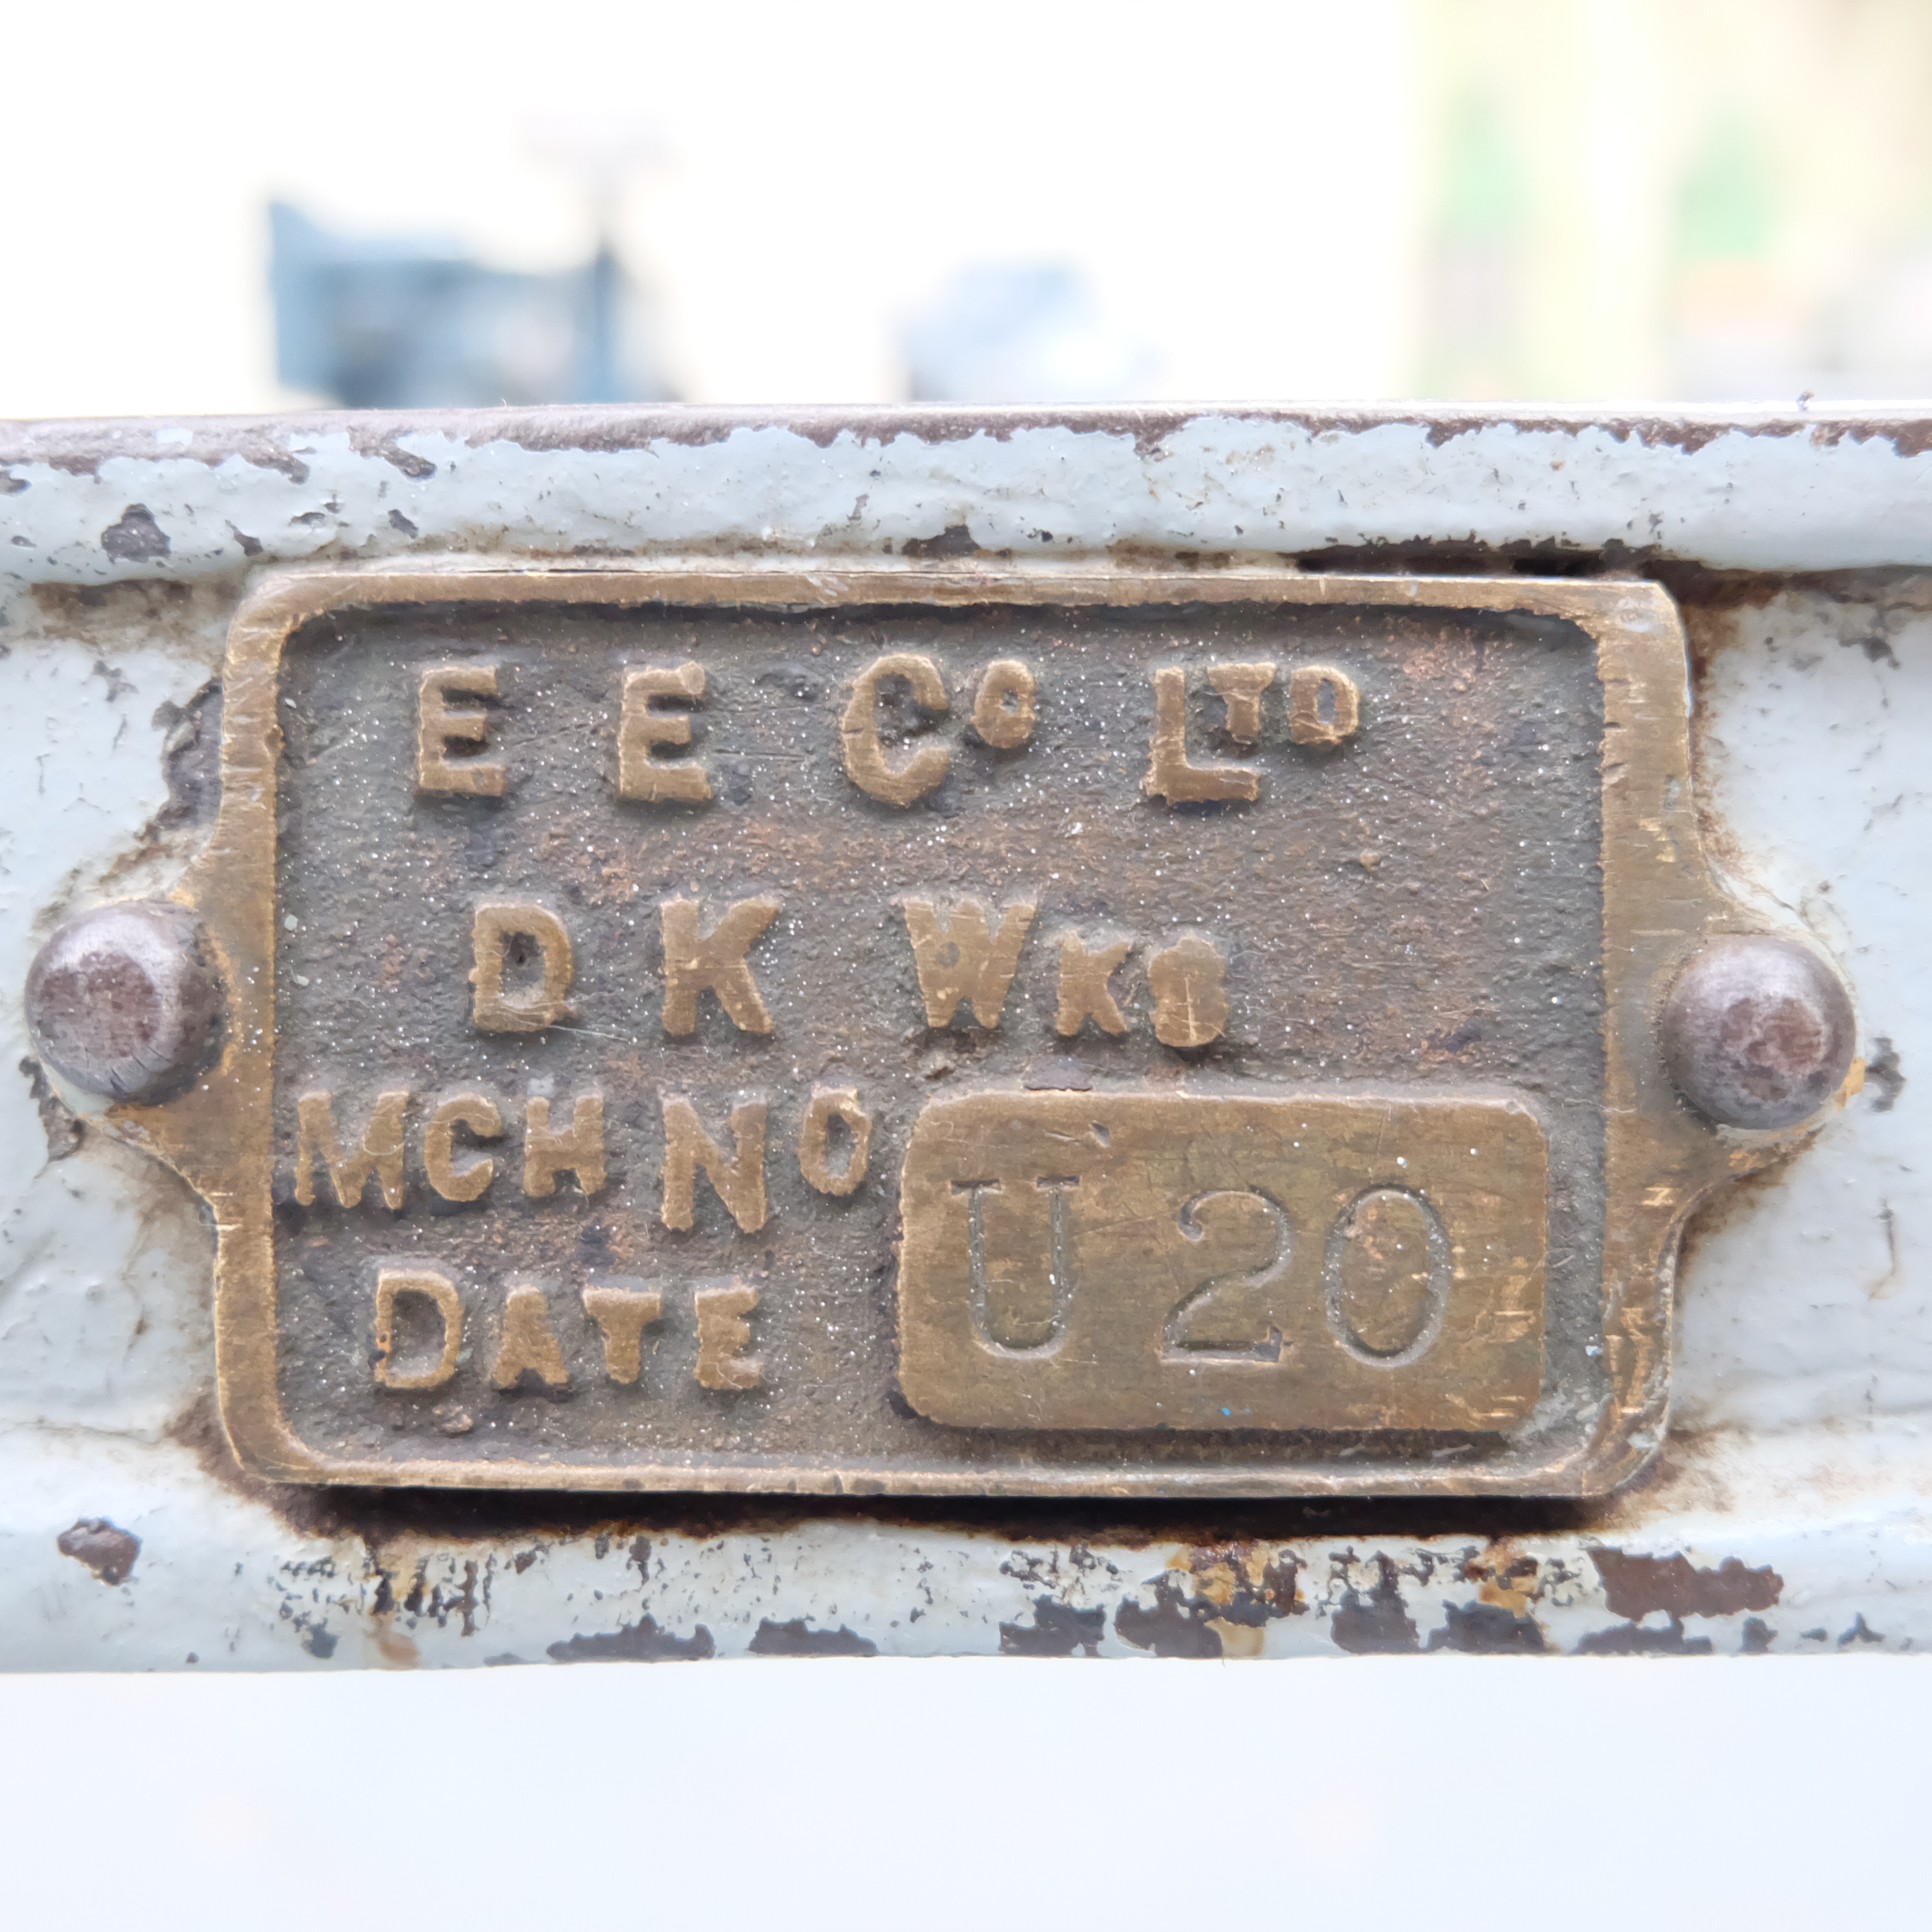 E E Co LTD
D K WKS
MCH NO U 20
DATE